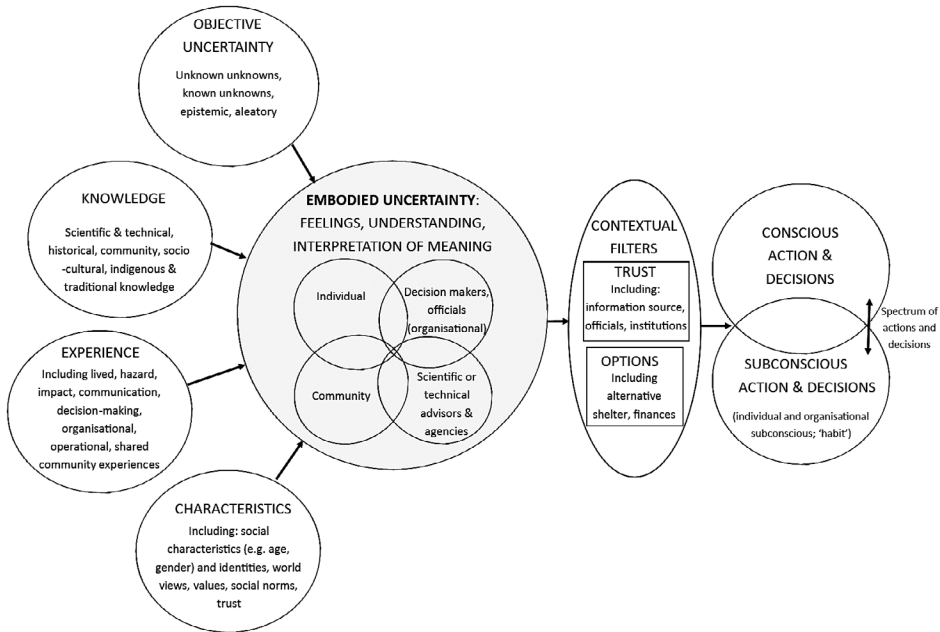 OBJECTIVE
UNCERTAINTY
Unknown unknowns,
known unknowns,
epistemic, aleatory
KNOWLEDGE
Scientific & technical,
historical, community, socio
-cultural, indigenous &
traditional knowledge
EXPERIENCE
Including lived, hazard,
impact, communication,
decision-making,
organisational,
operational, shared
community experiences
CHARACTERISTICS
Including: social
characteristics (e.g. age,
gender) and identities, world
views, values, social norms,
trust
EMBODIED UNCERTAINTY:
FEELINGS, UNDERSTANDING,
INTERPRETATION OF MEANING
Individual
Decision makers,
officials
(organisational)
Community
Scientific or
technical
advisors &
agencies
CONTEXTUAL
FILTERS
TRUST
Including:
information source,
officials, institutions
OPTIONS
Including
alternative
shelter, finances
CONSCIOUS
ACTION &
DECISIONS
SUBCONSCIOUS
ACTION & DECISIONS
(individual and organisational
subconscious; ‘habit’)
Spectrum of
actions and
decisions